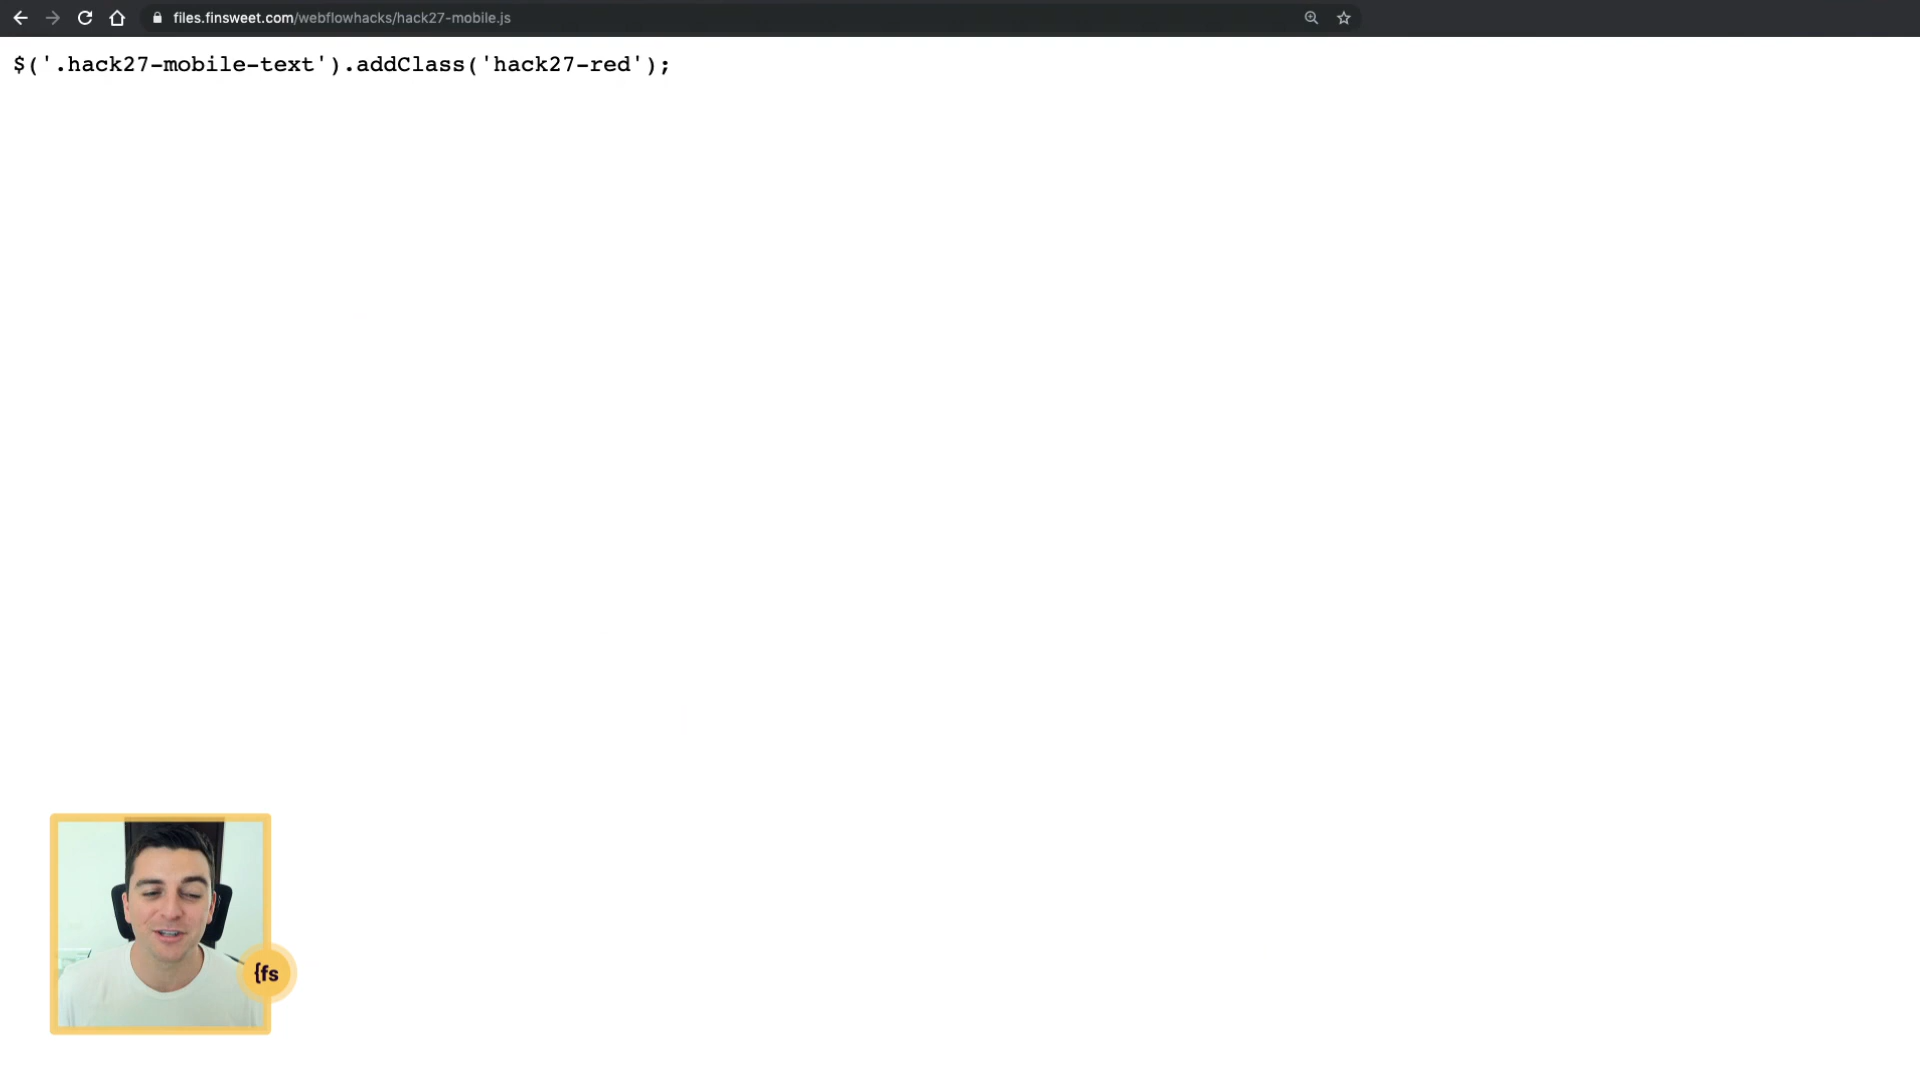 files.finsweet.com/webflowhacks/hack27-mobile.js
$('.hack27-mobile-text').addClass('hack27-red');
{fs